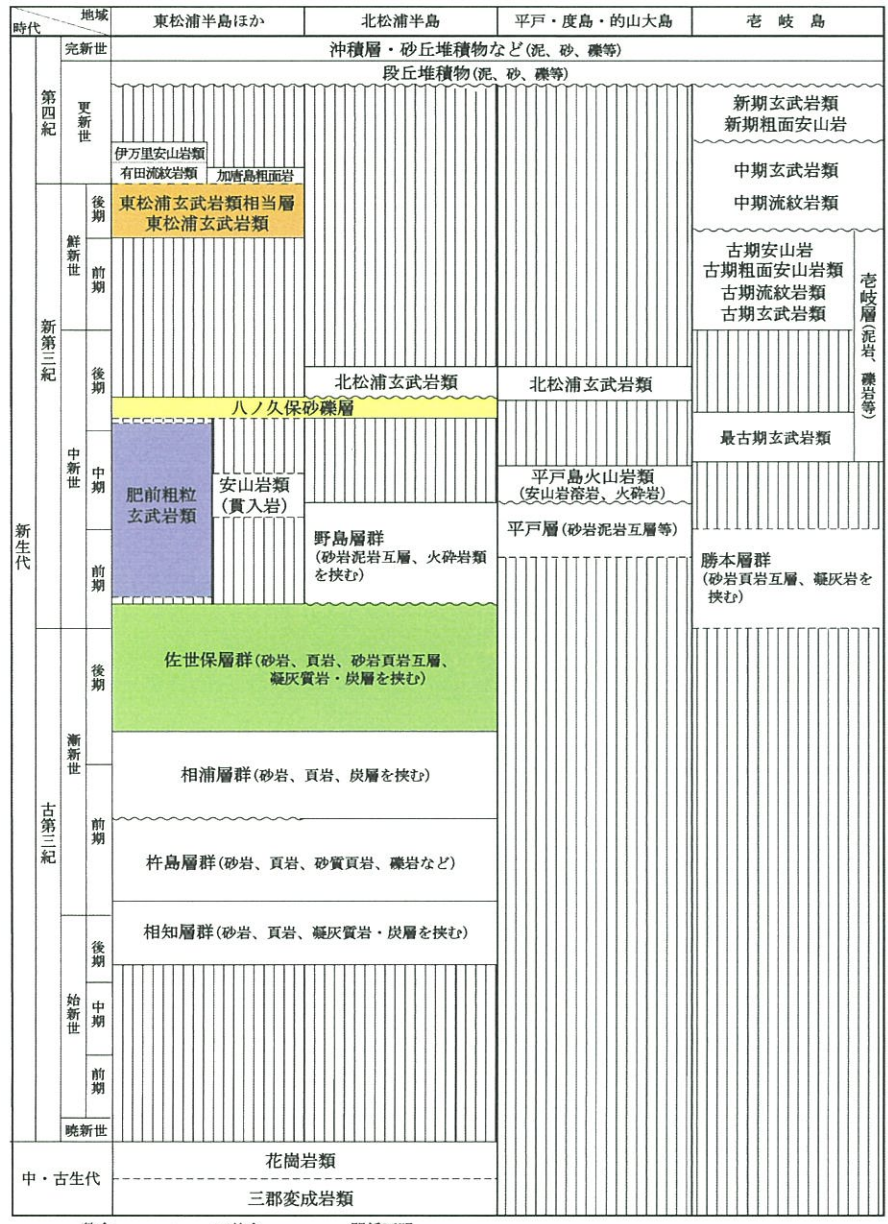 地域
時代
東松浦半島ほか
北松浦半島
平戸・度島・的山大島
壱岐島
新生代
第四紀
完新世
沖積層・砂丘堆積物など(泥、砂、礫等)
段丘堆積物(泥、砂、礫等)
更新世
新期玄武岩類
新期粗面安山岩
伊万里安山岩類
有田流紋岩類
加唐島粗面岩
中期玄武岩類
中期流紋岩類
新第三紀
鮮新世
後期
東松浦玄武岩類相当層
東松浦玄武岩類
前期
古期安山岩
古期粗面安山岩類
古期流紋岩類
古期玄武岩類
壱岐層(泥岩、礫岩等)
中新世
後期
北松浦玄武岩類
北松浦玄武岩類
八ノ久保砂礫層
最古期玄武岩類
中期
肥前粗粒
玄武岩類
安山岩類
(貫入岩)
平戸島火山岩類
(安山岩溶岩、火砕岩)
前期
野島層群
(砂岩泥岩互層、火砕岩類
を挟む)
平戸層(砂岩泥岩互層等)
勝本層群
(砂岩頁岩互層、凝灰岩を
挟む)
古第三紀
漸新世
後期
佐世保層群(砂岩、頁岩、砂岩頁岩互層、
凝灰質岩・炭層を挟む)
相浦層群(砂岩、頁岩、炭層を挟む)
前期
杵島層群(砂岩、頁岩、砂質頁岩、礫岩など)
始新世
後期
相知層群(砂岩、頁岩、凝灰質岩・炭層を挟む)
中期
前期
暁新世
中・古生代
花崗岩類
三郡変成岩類